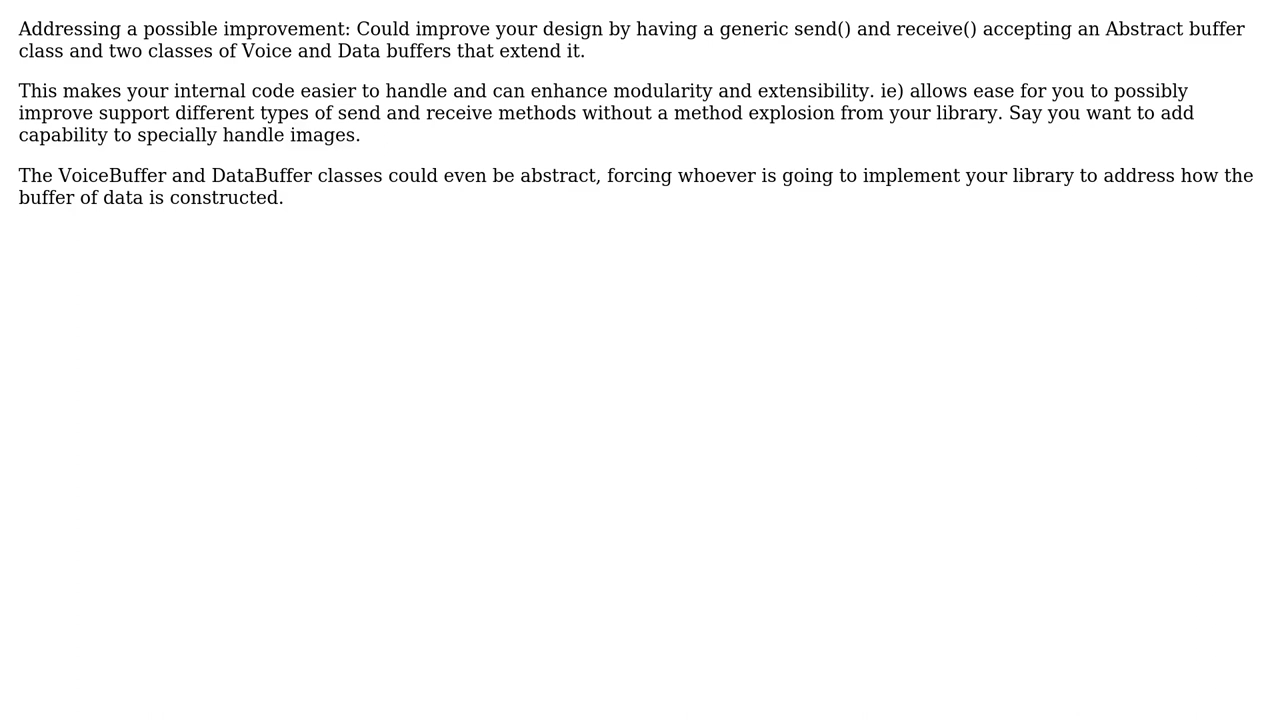 Addressing a possible improvement: Could improve your design by having a generic send() and receive() accepting an Abstract buffer
class and two classes of Voice and Data buffers that extend it.
This makes your internal code easier to handle and can enhance modularity and extensibility. ie) allows ease for you to possibly
improve support different types of send and receive methods without a method explosion from your library. Say you want to add
capability to specially handle images.
The VoiceBuffer and DataBuffer classes could even be abstract, forcing whoever is going to implement your library to address how the
buffer of data is constructed.